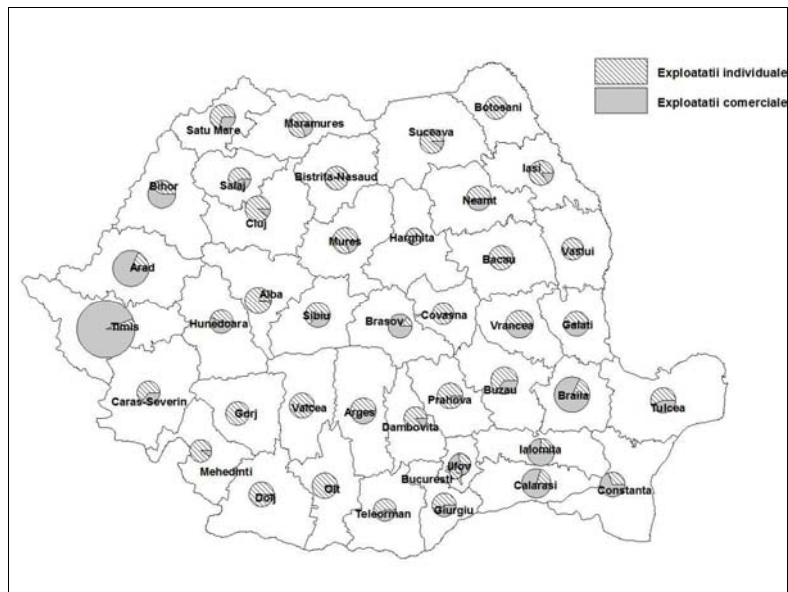 Exploatatii individuale
Exploatatii comerciale
Botosani
Satu Mare
Maramures
Suceava
Iasi
Bihor
Salaj
Bistrita-Nasaud
Neamt
Cluj
Mures
Harghita
Vaslui
Arad
Bacau
Alba
Timis
Hunedoara
Sibiu
Brasov
Covasna
Vrancea
Galati
Caras-Severin
Gorj
Valcea
Arges
Prahova
Buzau
Braila
Tulcea
Dambovita
Mehedinti
Ialomita
Ilfov
Bucuresti
Dolj
Olt
Calarasi
Constanta
Teleorman
Giurgiu